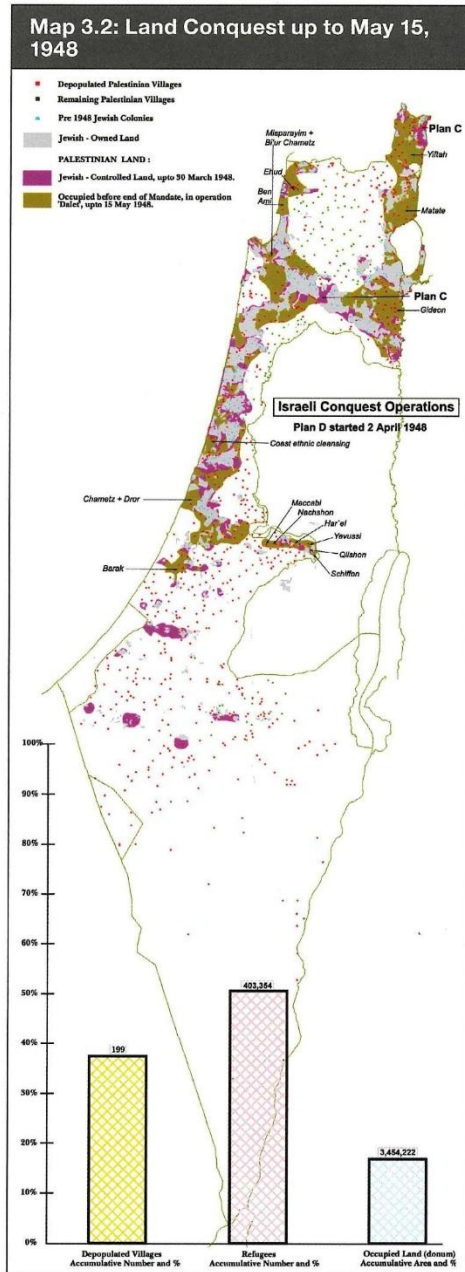 Map 3.2: Land Conquest up to May 15,
1948
Depopulated Palestinian Villages
Remaining Palestinian Villages
Pre 1948 Jewish Colonies
Jewish - Owned Land
PALESTINIAN LAND :
Jewish - Controlled Land, upto 30 March 1948.
Occupied before end of Mandate, in operation
'Dalet', upto 15 May 1948.
Misparayim +
Bi'ur Chametz
Plan C
Ehud
Yiftah
Ben
Ami
Matate
Plan C
Gideon
Israeli Conquest Operations
Plan D started 2 April 1948
Coast ethnic cleansing
Chametz + Dror
Maccabi
Nachshon
Har'el
Yevussi
Qilshon
Schiffon
Barak
100%
90%
80%
70%
60%
50%
40%
30%
20%
10%
0%
199
403,354
3,454,222
Depopulated Villages
Accumulative Number and %
Refugees
Accumulative Number and %
Occupied Land (donum)
Accumulative Area and %